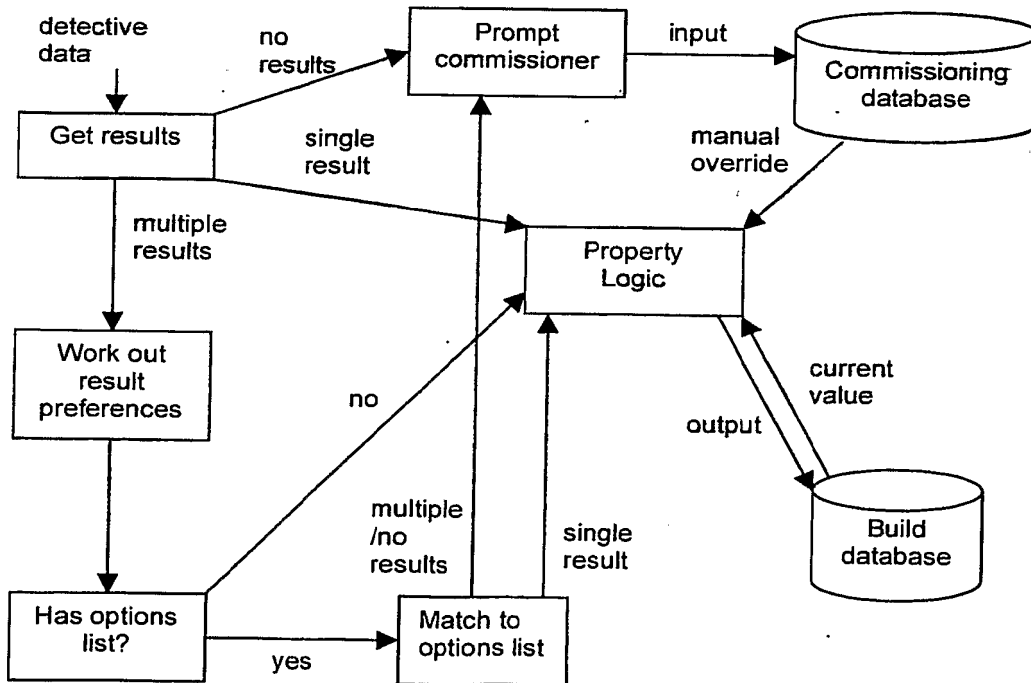 detective
data
no
results
Prompt
commissioner
input
Commissioning
database
Get results
single
result
manual
override
multiple
results
Property
Logic
Work out
result
preferences
no
current
value
output
multiple
/no
results
single
result
Build
database
Has options
list?
yes
Match to
options list